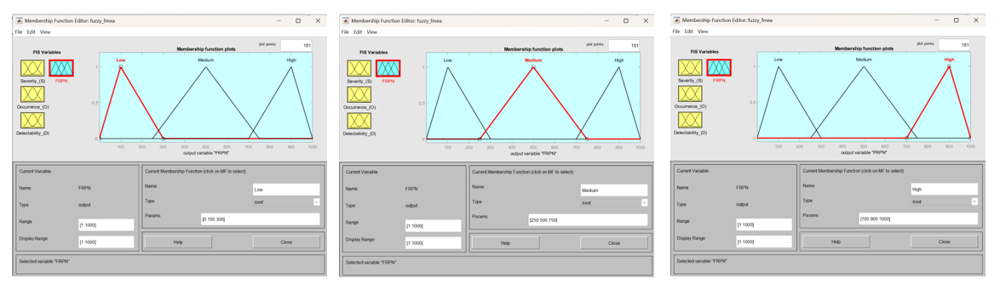 Membership Function Editor: fuzzy_fmea
File Edit View
FIS Variables
Membership function plots
plot points: 181
Low Medium High
1
0.5
0
Severity_(S) FRPN
Occurrence_(O)
Detectability_(D)
100 200 300 400 500 600 700 800 900 1000
output variable "FRPN"
Current Variable
Current Membership Function (click on MF to select)
Name FRPN
Name Low
Type output
Type trimf
Params [0 100 300]
Range [1 1000]
Display Range [1 1000]
Help Close
Selected variable "FRPN"
Membership Function Editor: fuzzy_fmea
File Edit View
FIS Variables
Membership function plots
plot points: 181
Low Medium High
1
0.5
0
Severity_(S) FRPN
Occurrence_(O)
Detectability_(D)
100 200 300 400 500 600 700 800 900 1000
output variable "FRPN"
Current Variable
Current Membership Function (click on MF to select)
Name FRPN
Name Medium
Type output
Type trimf
Params [250 500 750]
Range [1 1000]
Display Range [1 1000]
Help Close
Selected variable "FRPN"
Membership Function Editor: fuzzy_fmea
File Edit View
FIS Variables
Membership function plots
plot points: 181
Low Medium High
1
0.5
0
Severity_(S) FRPN
Occurrence_(O)
Detectability_(D)
100 200 300 400 500 600 700 800 900 1000
output variable "FRPN"
Current Variable
Current Membership Function (click on MF to select)
Name FRPN
Name High
Type output
Type trimf
Params [700 900 1000]
Range [1 1000]
Display Range [1 1000]
Help Close
Selected variable "FRPN"